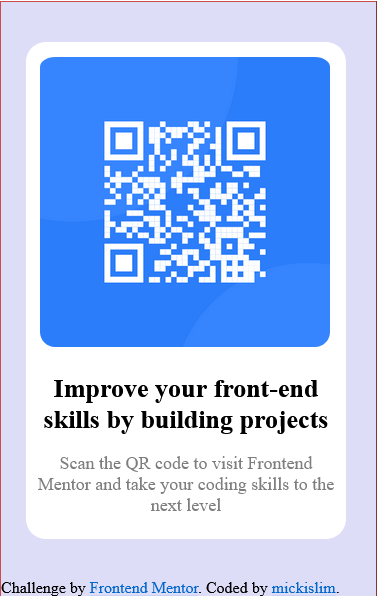 Improve your front-end
skills by building projects
Scan the QR code to visit Frontend
Mentor and take your coding skills to the
next level
Challenge by Frontend Mentor. Coded by mickislim.